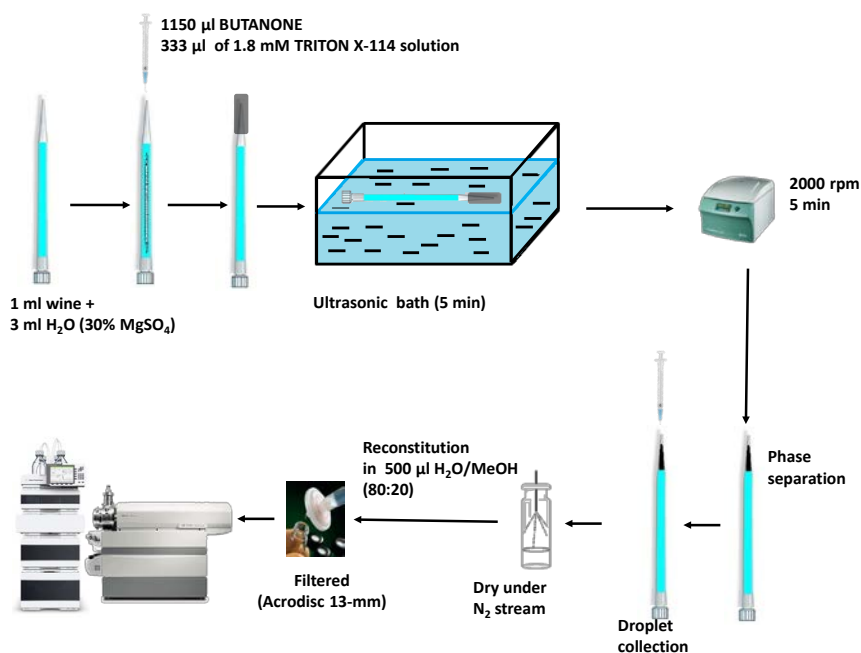 1150 µl BUTANONE
333 µl of 1.8 mM TRITON X-114 solution
1 ml wine +
3 ml H₂O (30% MgSO₄)
Ultrasonic bath (5 min)
2000 rpm
5 min
Phase
separation
Droplet
collection
Dry under
N₂ stream
Reconstitution
in 500 µl H₂O/MeOH
(80:20)
Filtered
(Acrodisc 13-mm)